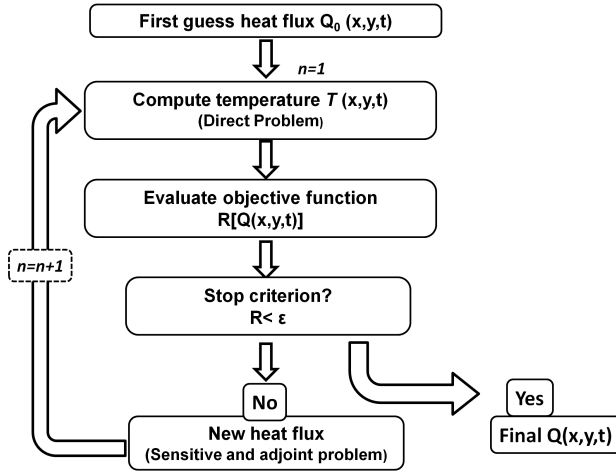 First guess heat flux Q₀ (x,y,t)
n=1
Compute temperature T (x,y,t)
(Direct Problem)
Evaluate objective function
R[Q(x,y,t)]
n=n+1
Stop criterion?
R< ε
No
New heat flux
(Sensitive and adjoint problem)
Yes
Final Q(x,y,t)